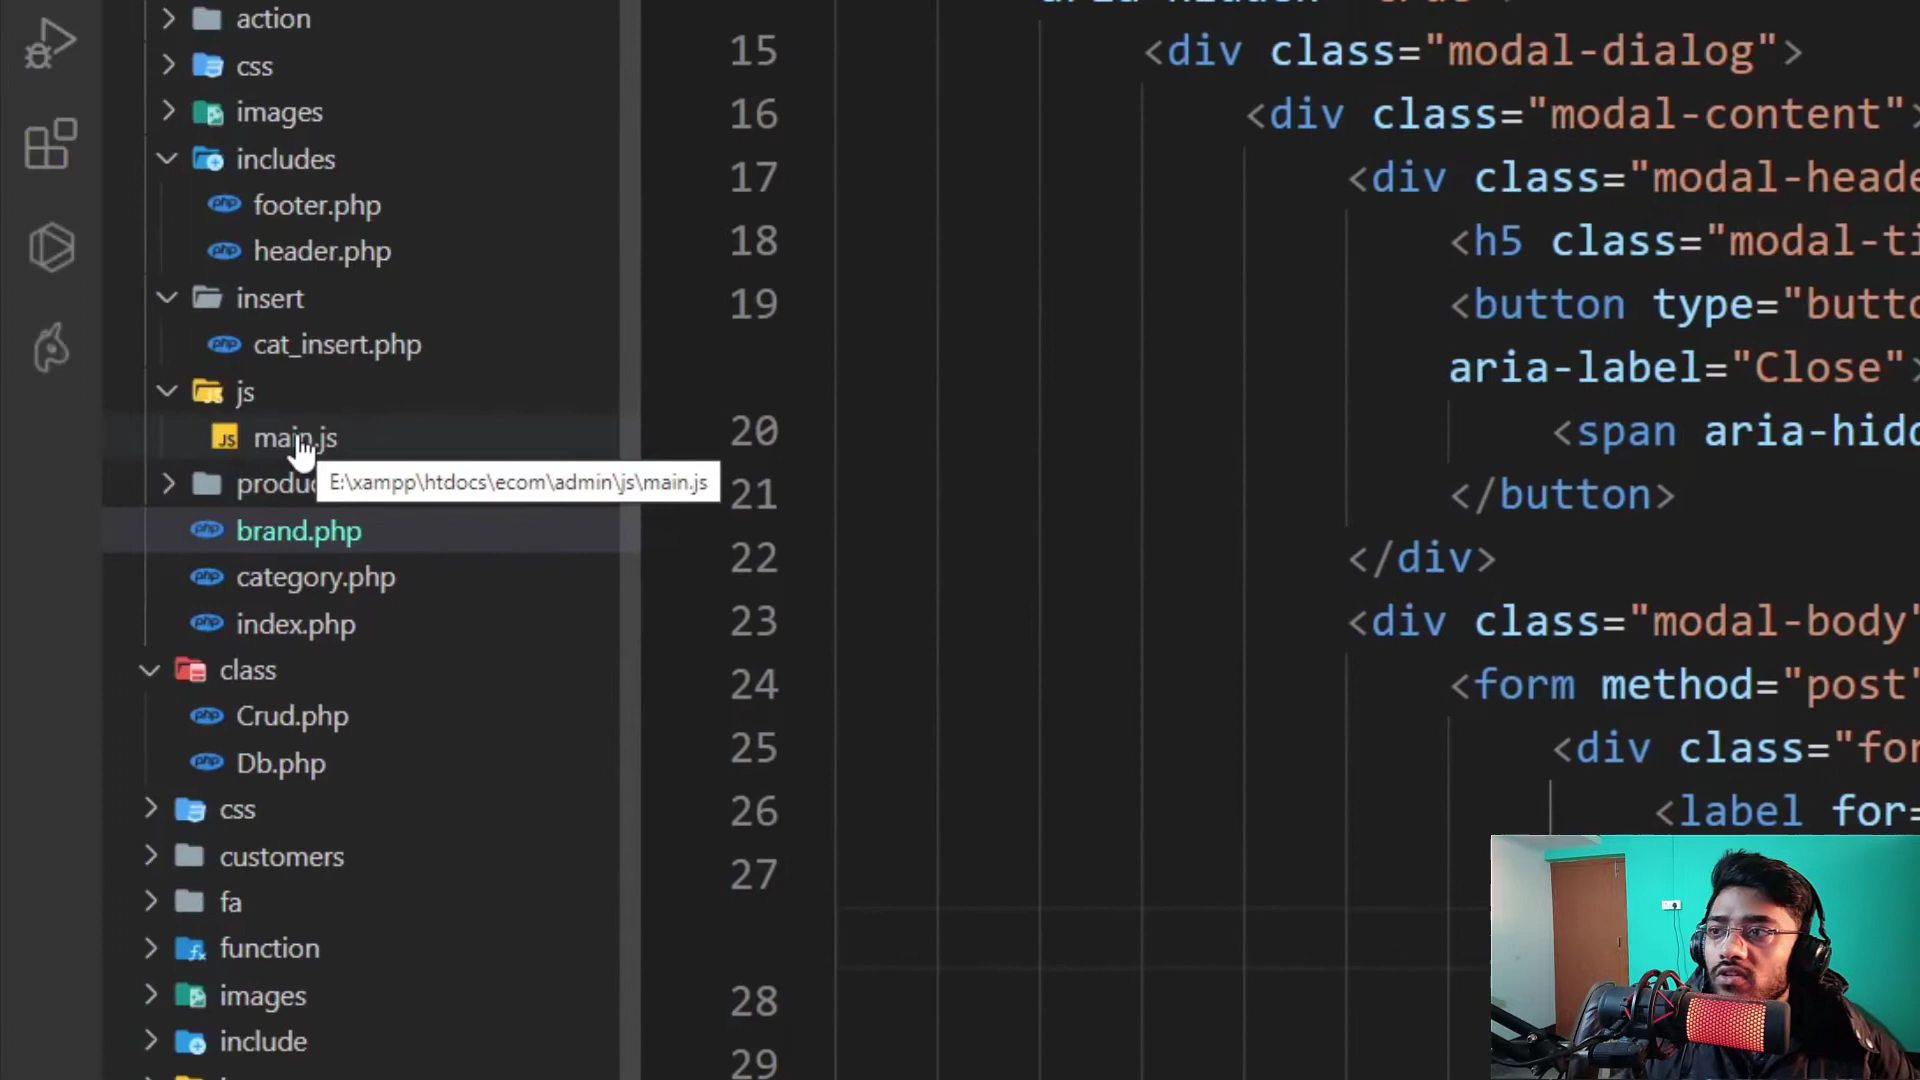 action
css
images
includes
footer.php
header.php
insert
cat_insert.php
js
main.js
E:\xampp\htdocs\ecom\admin\js\main.js
brand.php
category.php
index.php
class
Crud.php
Db.php
css
customers
fa
function
images
include
15 <div class="modal-dialog">
16 <div class="modal-content">
17 <div class="modal-heade
18 <h5 class="modal-ti
19 <button type="butto
aria-label="Close">
20 <span aria-hidd
21 </button>
22 </div>
23 <div class="modal-body"
24 <form method="post"
25 <div class="for
26 <label for=
27
28
29